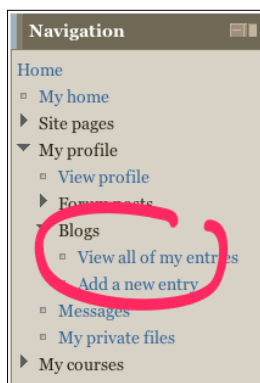 Navigation
Home
My home
Site pages
My profile
View profile
Forum posts
Blogs
View all of my entries
Add a new entry
Messages
My private files
My courses